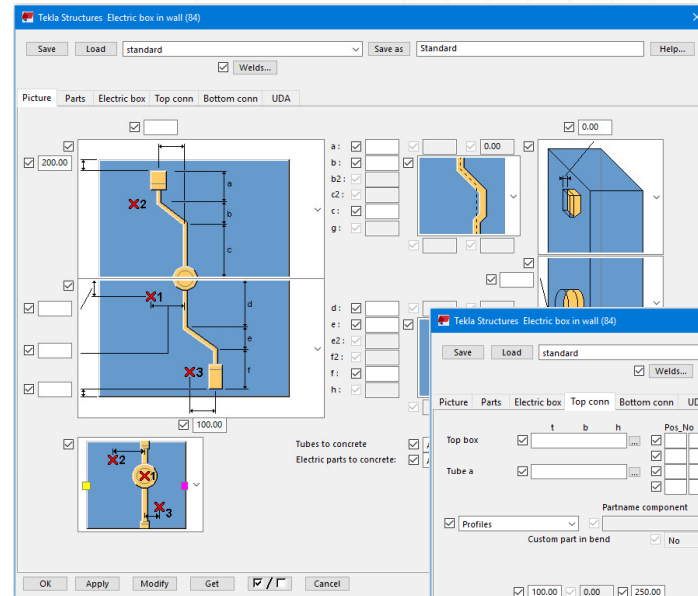 Tekla Structures Electric box in wall (84)
Save Load standard Save as Standard Help...
Welds...
Picture Parts Electric box Top conn Bottom conn UDA
0.00
a : 0.00
200.00 b :
a b2 :
×2 c2 :
b c :
g :
c
×1
d d :
e :
e e2 :
f2 :
×3 f f :
h :
100.00
Tubes to concrete
×2 Electric parts to concrete:
×1
×3
OK Apply Modify Get Cancel
Tekla Structures Electric box in wall (84)
Save Load standard
Welds...
Picture Parts Electric box Top conn Bottom conn
t b h Pos_No
Top box ...
Tube a ...
Partname component
Profiles
Custom part in bend No
100.00 0.00 250.00